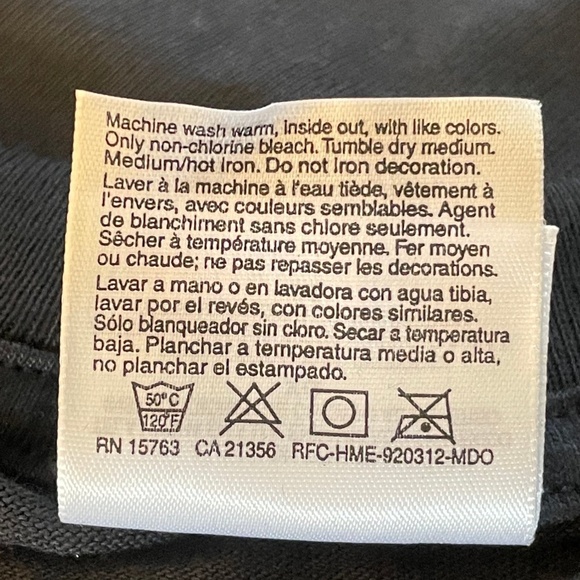 Machine wash warm, inside out, with like colors.
Only non-chlorine bleach. Tumble dry medium.
Medium/hot iron. Do not iron decoration.
Laver à la machine à l'eau tiède, vêtement à
l'envers, avec couleurs semblables. Agent
de blanchiment sans chlore seulement.
Sêcher à température moyenne. Fer moyen
ou chaude; ne pas repasser les decorations.
Lavar a mano o en lavadora con agua tibia,
lavar por el revés, con colores similares.
Sólo blanqueador sin cloro. Secar a temperatura
baja. Planchar a temperatura media o alta,
no planchar el estampado.
50°C
120°F
RN 15763 CA 21356 RFC-HME-920312-MDO